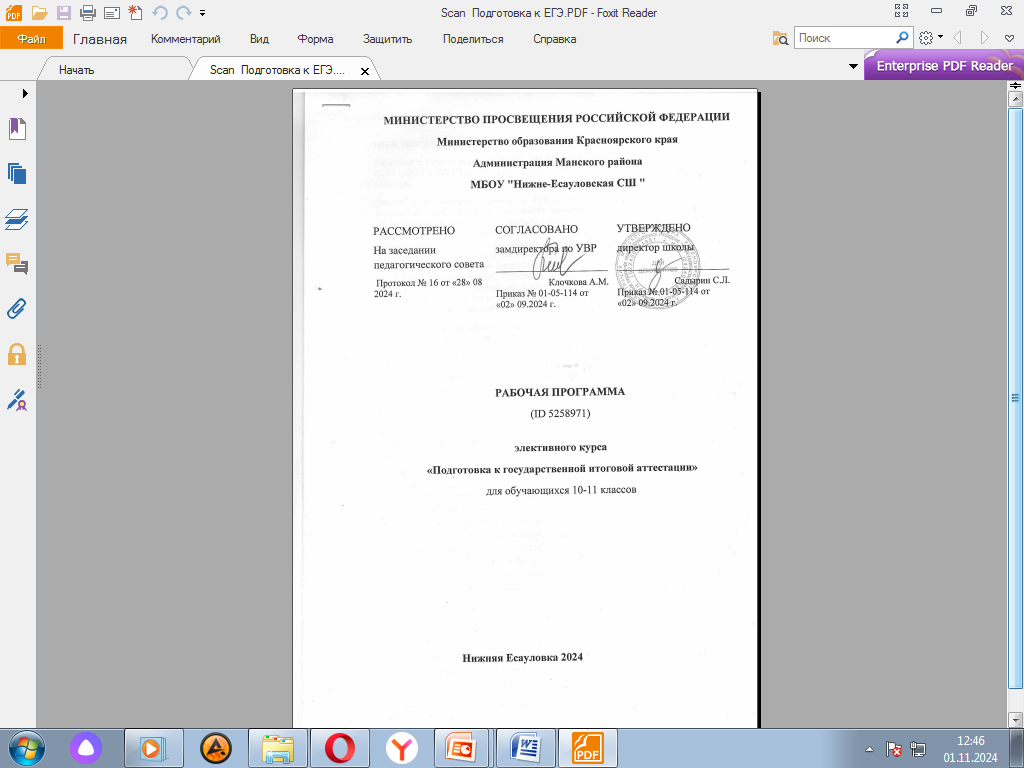 Scan Подготовка к ЕГЭ.PDF - Foxit Reader
Файл Главная Комментарий Вид Форма Защитить Поделиться Справка
Поиск
Начать
Scan Подготовка к ЕГЭ....
Enterprise PDF Reader
МИНИСТЕРСТВО ПРОСВЕЩЕНИЯ РОССИЙСКОЙ ФЕДЕРАЦИИ
Министерство образования Красноярского края
Администрация Манского района
МБОУ "Нижне-Есауловская СШ "
РАССМОТРЕНО
На заседании
педагогического совета
Протокол № 16 от «28» 08
2024 г.
СОГЛАСОВАНО
замдиректора по УВР
Клочкова А.М.
Приказ № 01-05-114 от
«02» 09.2024 г.
УТВЕРЖДЕНО
директор школы
Садырин С.Л.
Приказ № 01-05-114 от
«02» 09.2024 г.
РАБОЧАЯ ПРОГРАММА
(ID 5258971)
элективного курса
«Подготовка к государственной итоговой аттестации»
для обучающихся 10-11 классов
Нижняя Есауловка 2024
12:46
01.11.2024